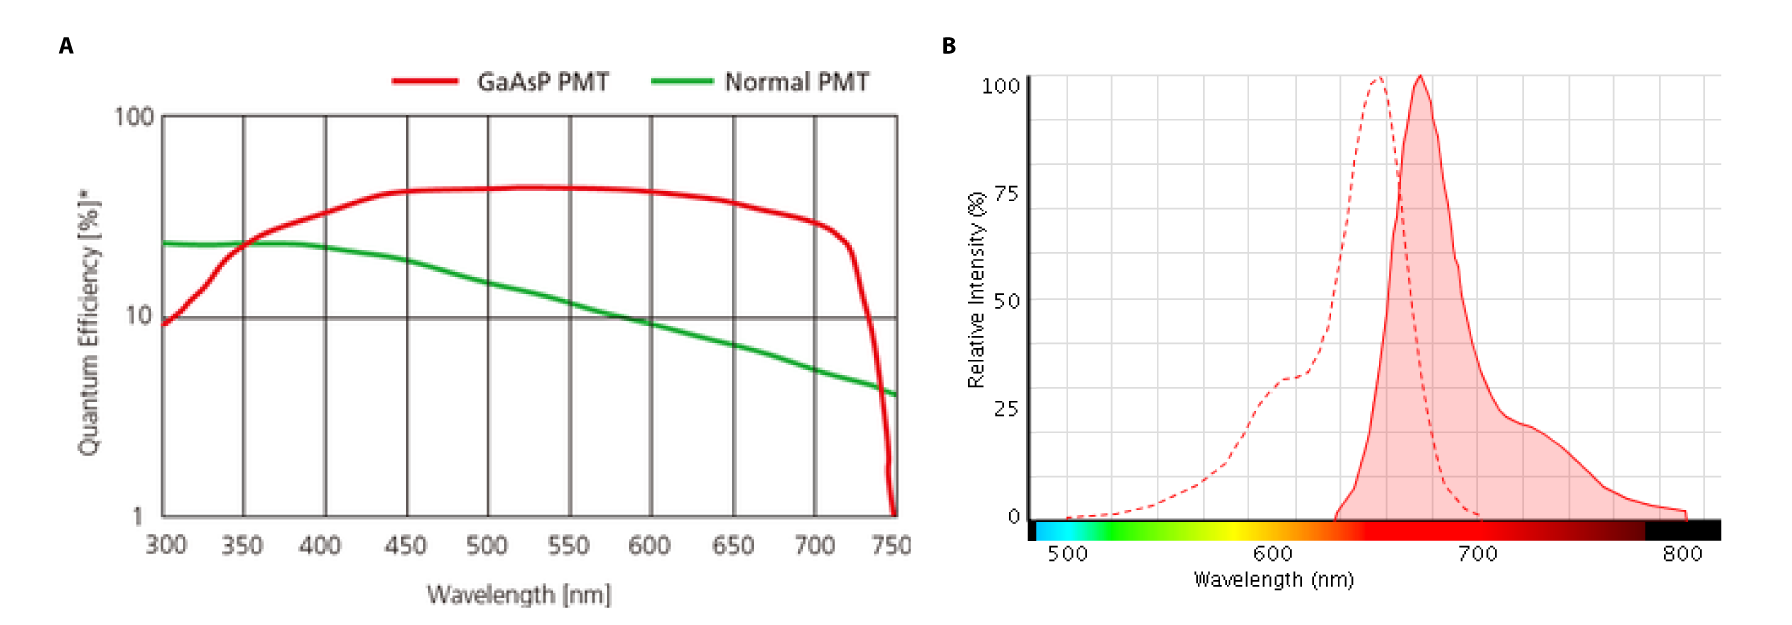 A
GaAsP PMT
Normal PMT
100
10
1
Quantum Efficiency [%]*
300 350 400 450 500 550 600 650 700 750
Wavelength [nm]
B
100
75
50
25
0
Relative Intensity (%)
500 600 700 800
Wavelength (nm)